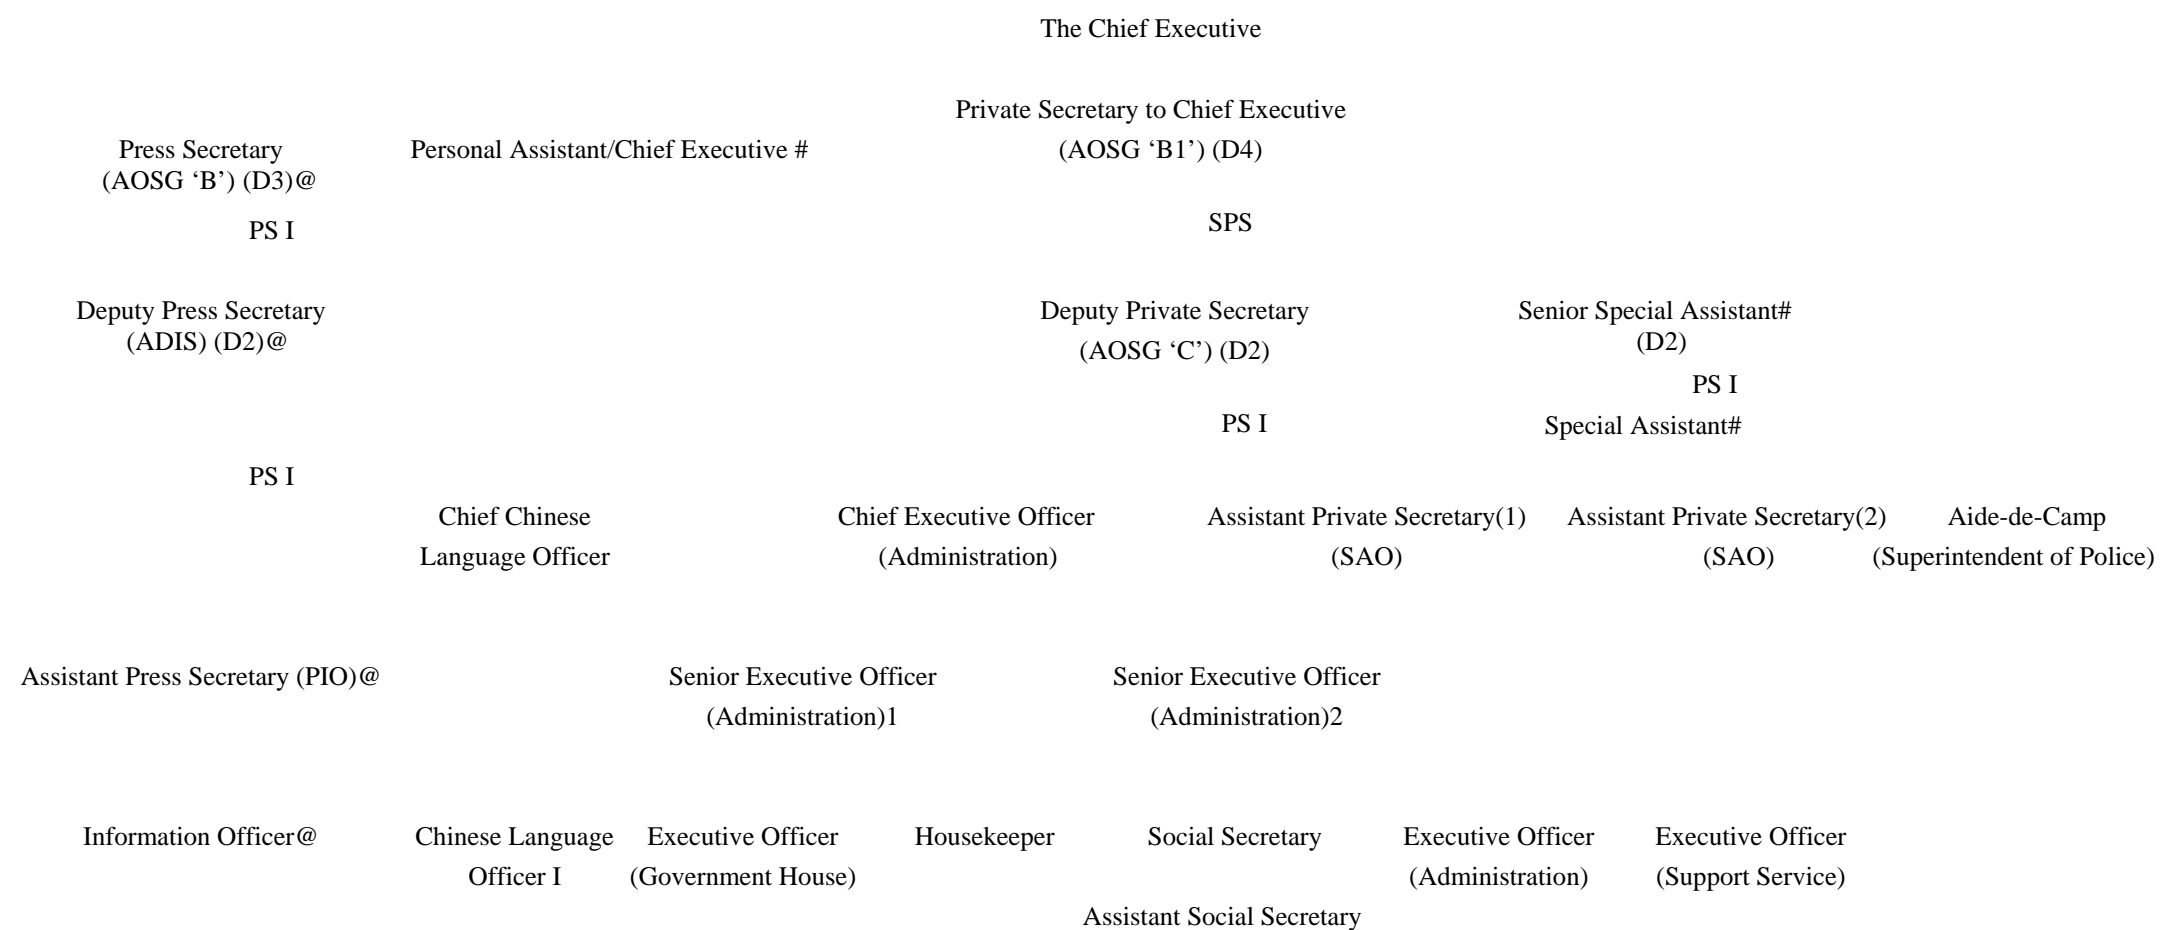 The Chief Executive
Private Secretary to Chief Executive
Press Secretary
Personal Assistant/Chief Executive #
(AOSG ‘B1’) (D4)
(AOSG ‘B’) (D3)@
SPS
PS I
Deputy Press Secretary
Deputy Private Secretary
Senior Special Assistant#
(ADIS) (D2)@
(AOSG ‘C’) (D2)
(D2)
PS I
PS I
Special Assistant#
PS I
Chief Chinese
Language Officer
Chief Executive Officer
(Administration)
Assistant Private Secretary(1)
(SAO)
Assistant Private Secretary(2)
(SAO)
Aide-de-Camp
(Superintendent of Police)
Assistant Press Secretary (PIO)@
Senior Executive Officer
(Administration)1
Senior Executive Officer
(Administration)2
Information Officer@
Chinese Language
Officer I
Executive Officer
(Government House)
Housekeeper
Social Secretary
Executive Officer
(Administration)
Executive Officer
(Support Service)
Assistant Social Secretary